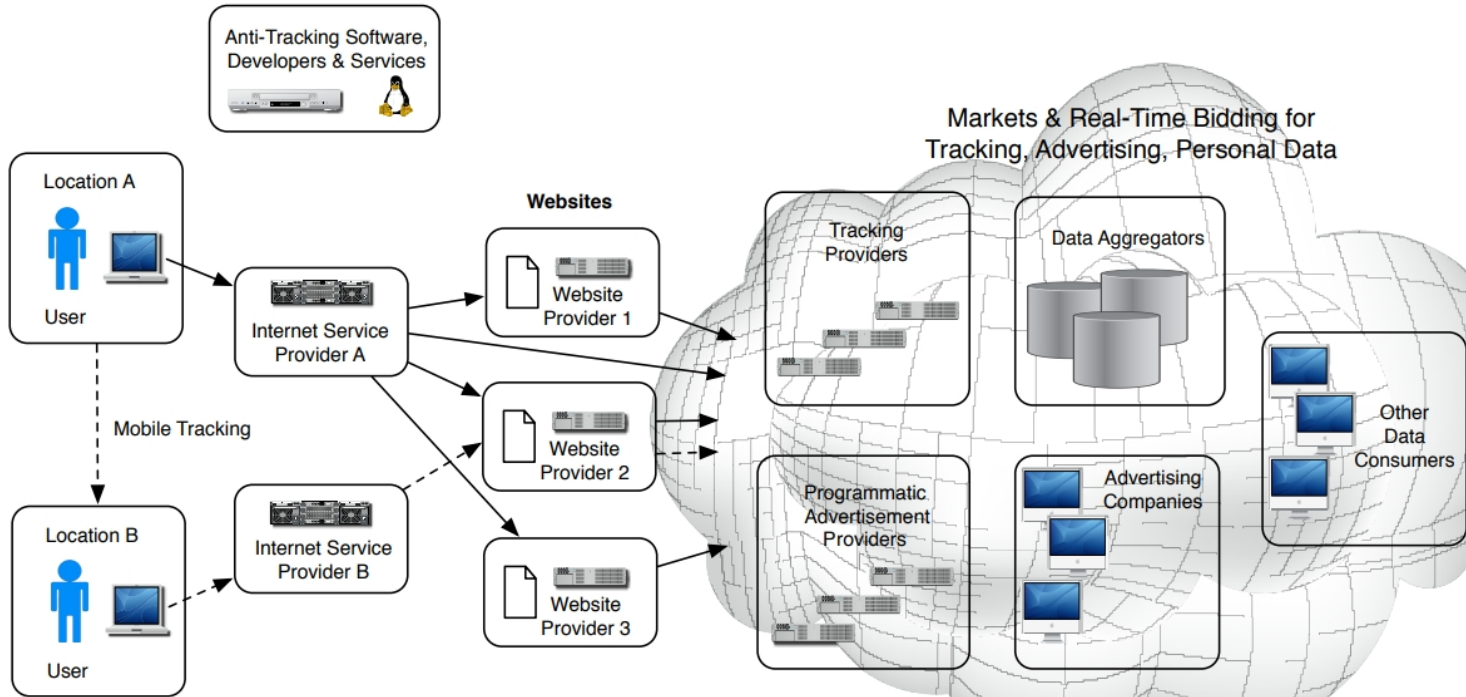 Anti-Tracking Software,
Developers & Services
Markets & Real-Time Bidding for
Tracking, Advertising, Personal Data
Location A
User
Mobile Tracking
Location B
User
Internet Service
Provider A
Internet Service
Provider B
Websites
Website
Provider 1
Website
Provider 2
Website
Provider 3
Tracking
Providers
Data Aggregators
Programmatic
Advertisement
Providers
Advertising
Companies
Other
Data
Consumers